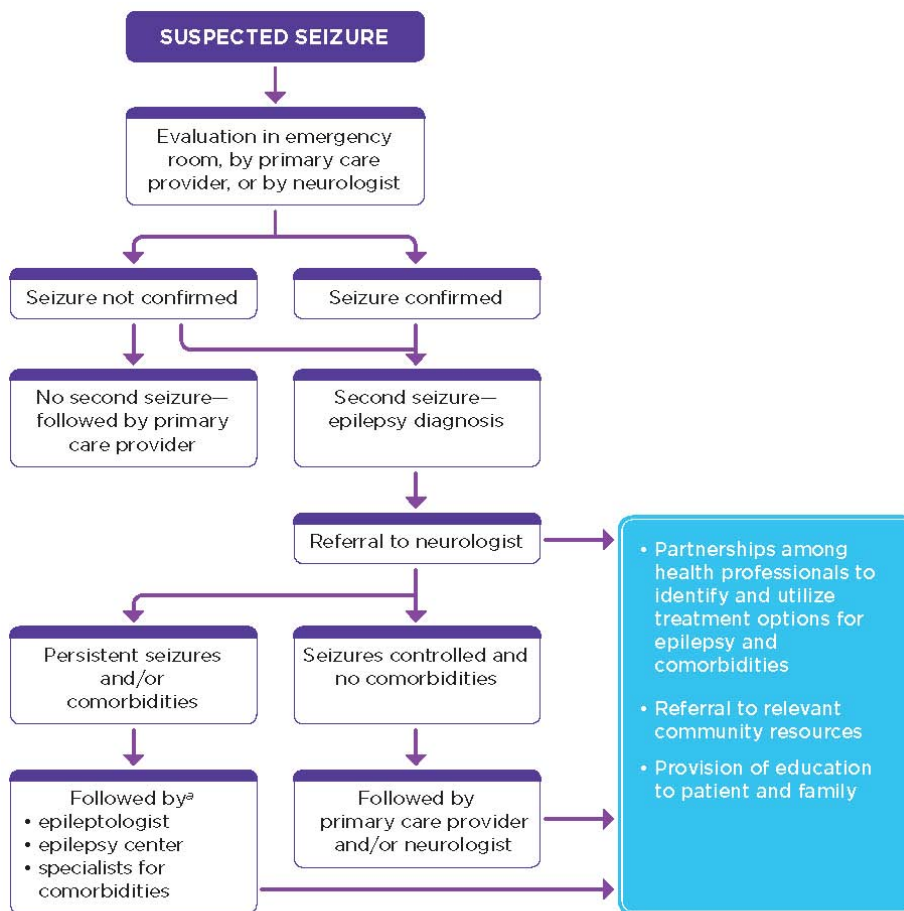 SUSPECTED SEIZURE
Evaluation in emergency
room, by primary care
provider, or by neurologist
Seizure not confirmed
Seizure confirmed
No second seizure—
followed by primary
care provider
Second seizure—
epilepsy diagnosis
Referral to neurologist
Persistent seizures
and/or
comorbidities
Seizures controlled and
no comorbidities
Followed byᵃ
• epileptologist
• epilepsy center
• specialists for
comorbidities
Followed by
primary care provider
and/or neurologist
• Partnerships among
health professionals to
identify and utilize
treatment options for
epilepsy and
comorbidities
• Referral to relevant
community resources
• Provision of education
to patient and family